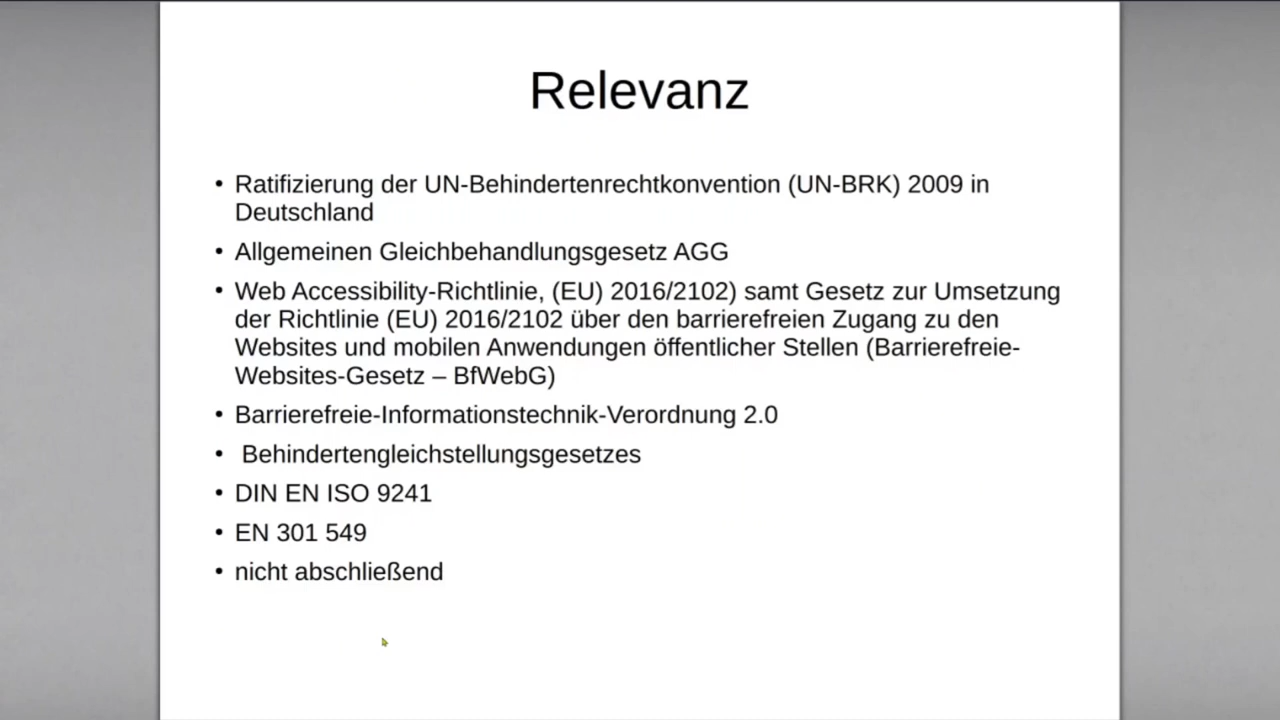 Relevanz
• Ratifizierung der UN-Behindertenrechtkonvention (UN-BRK) 2009 in
Deutschland
• Allgemeinen Gleichbehandlungsgesetz AGG
• Web Accessibility-Richtlinie, (EU) 2016/2102) samt Gesetz zur Umsetzung
der Richtlinie (EU) 2016/2102 über den barrierefreien Zugang zu den
Websites und mobilen Anwendungen öffentlicher Stellen (Barrierefreie-
Websites-Gesetz – BfWebG)
• Barrierefreie-Informationstechnik-Verordnung 2.0
• Behindertengleichstellungsgesetzes
• DIN EN ISO 9241
• EN 301 549
• nicht abschließend